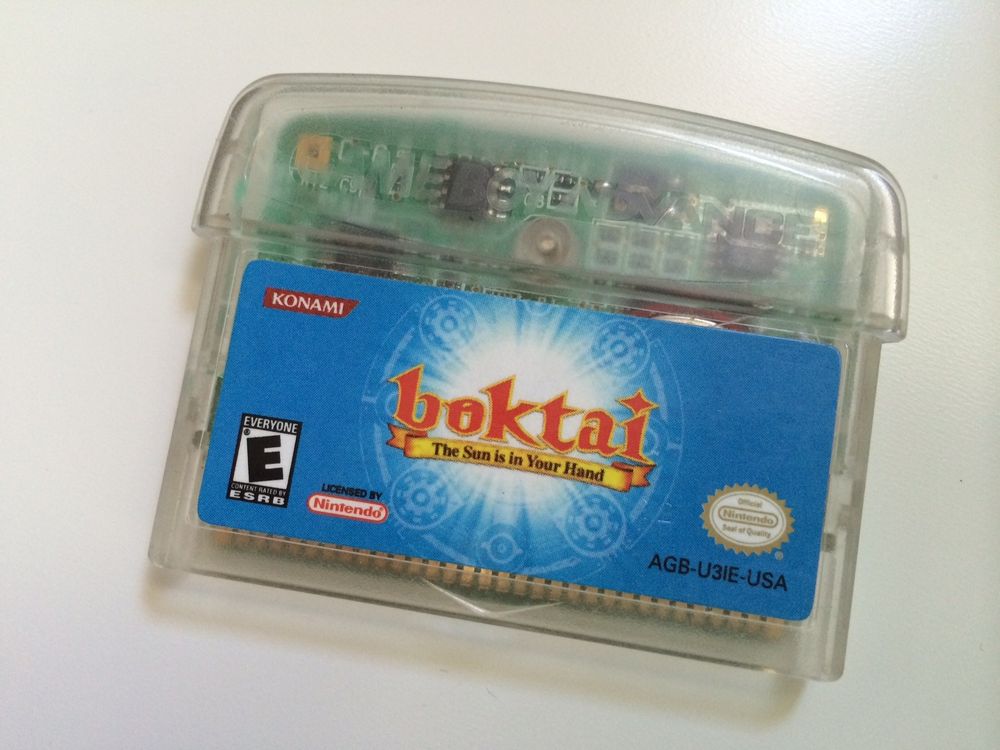 KONAMI
boktai
The Sun is in Your Hand
EVERYONE
E
CONTENT RATED BY
ESRB
LICENSED BY
Nintendo
Official
Nintendo
Seal of Quality
AGB-U3IE-USA